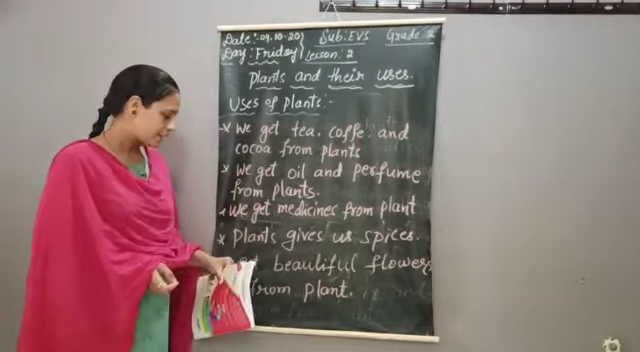 Date:-09.10.20 Sub:EVS Grade:2
Day: Friday Lesson:2
Plants and their uses.
Uses of Plants:-
x We get tea, coffe. and
cocoa from plants
x We get oil and perfume
from plants.
x We get medicines from plant
x Plants gives us spices.
beautiful flowers
from plant.